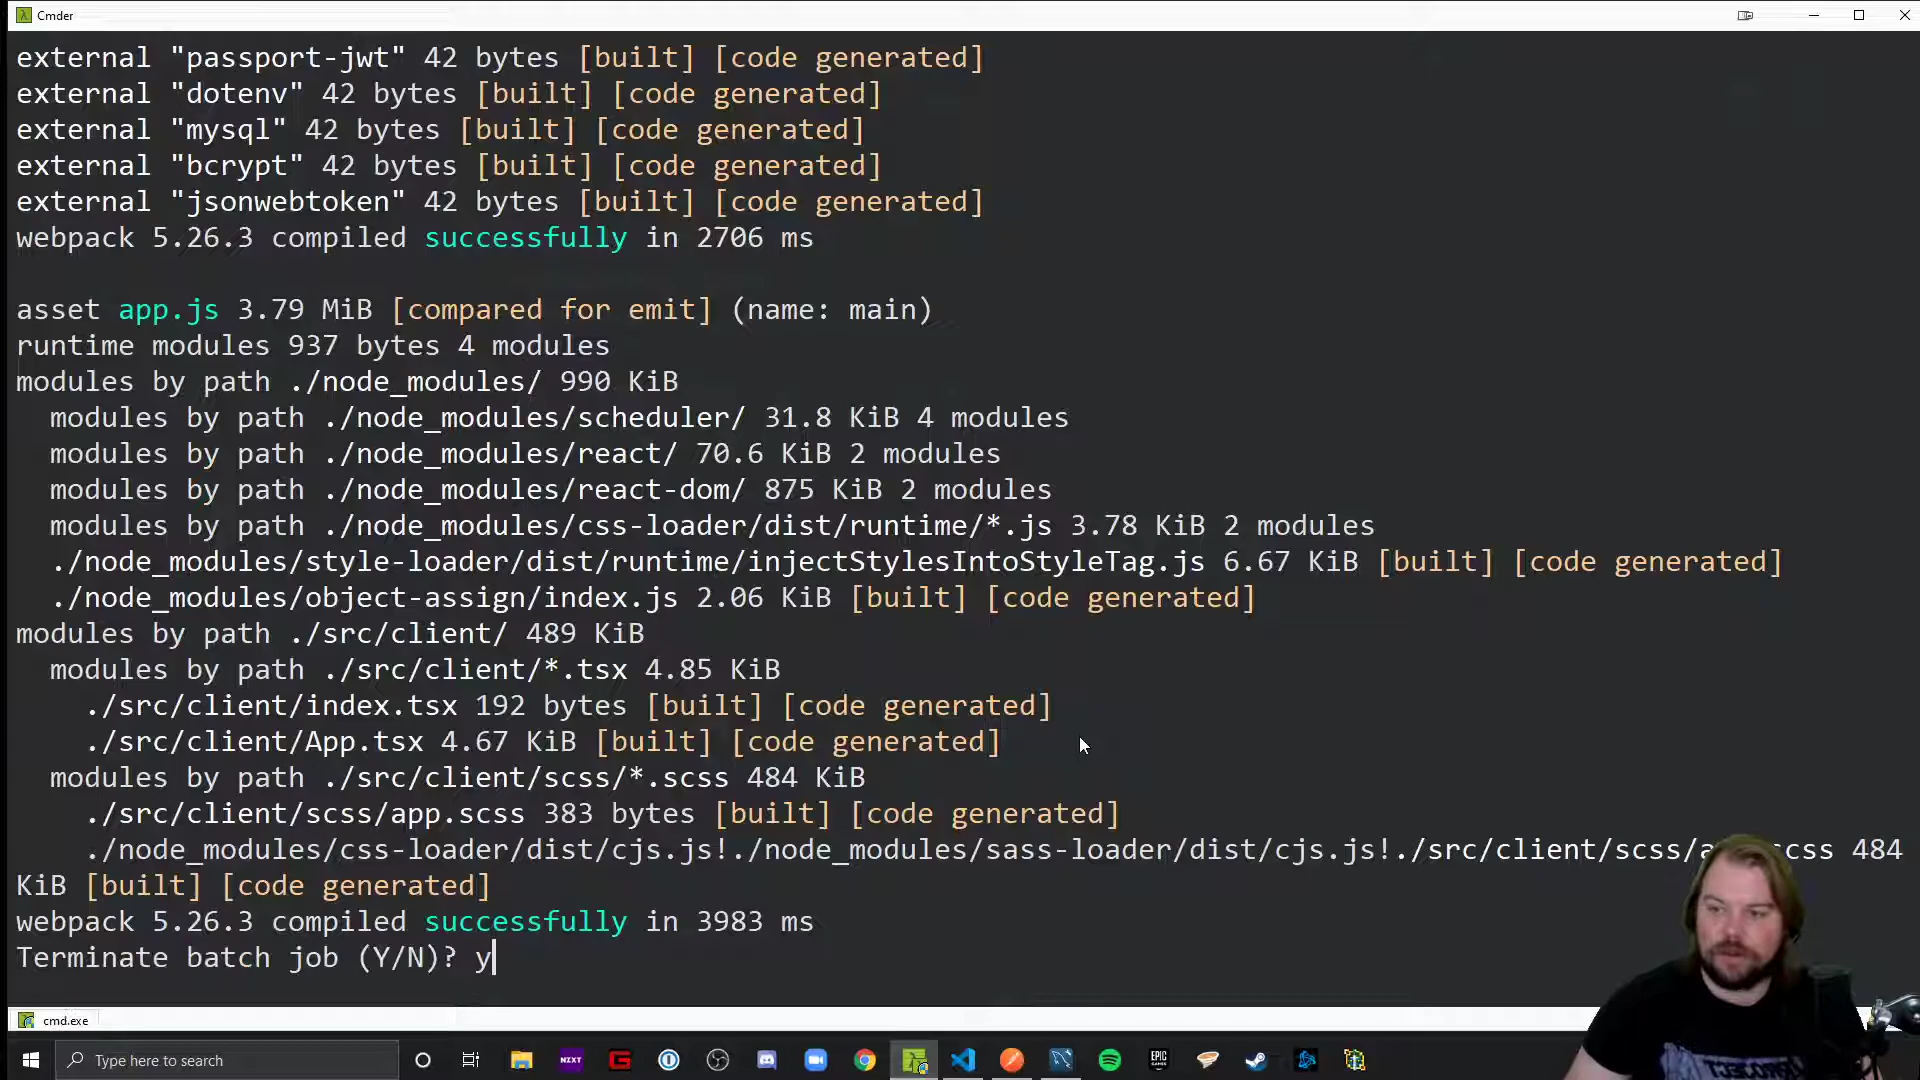 Cmder
external "passport-jwt" 42 bytes [built] [code generated]
external "dotenv" 42 bytes [built] [code generated]
external "mysql" 42 bytes [built] [code generated]
external "bcrypt" 42 bytes [built] [code generated]
external "jsonwebtoken" 42 bytes [built] [code generated]
webpack 5.26.3 compiled successfully in 2706 ms
asset app.js 3.79 MiB [compared for emit] (name: main)
runtime modules 937 bytes 4 modules
modules by path ./node_modules/ 990 KiB
modules by path ./node_modules/scheduler/ 31.8 KiB 4 modules
modules by path ./node_modules/react/ 70.6 KiB 2 modules
modules by path ./node_modules/react-dom/ 875 KiB 2 modules
modules by path ./node_modules/css-loader/dist/runtime/*.js 3.78 KiB 2 modules
./node_modules/style-loader/dist/runtime/injectStylesIntoStyleTag.js 6.67 KiB [built] [code generated]
./node_modules/object-assign/index.js 2.06 KiB [built] [code generated]
modules by path ./src/client/ 489 KiB
modules by path ./src/client/*.tsx 4.85 KiB
./src/client/index.tsx 192 bytes [built] [code generated]
./src/client/App.tsx 4.67 KiB [built] [code generated]
modules by path ./src/client/scss/*.scss 484 KiB
./src/client/scss/app.scss 383 bytes [built] [code generated]
./node_modules/css-loader/dist/cjs.js!./node_modules/sass-loader/dist/cjs.js!./src/client/scss/ 484
KiB [built] [code generated]
webpack 5.26.3 compiled successfully in 3983 ms
Terminate batch job (Y/N)? y
cmd.exe
Type here to search
NZXT
EPIC GAMES